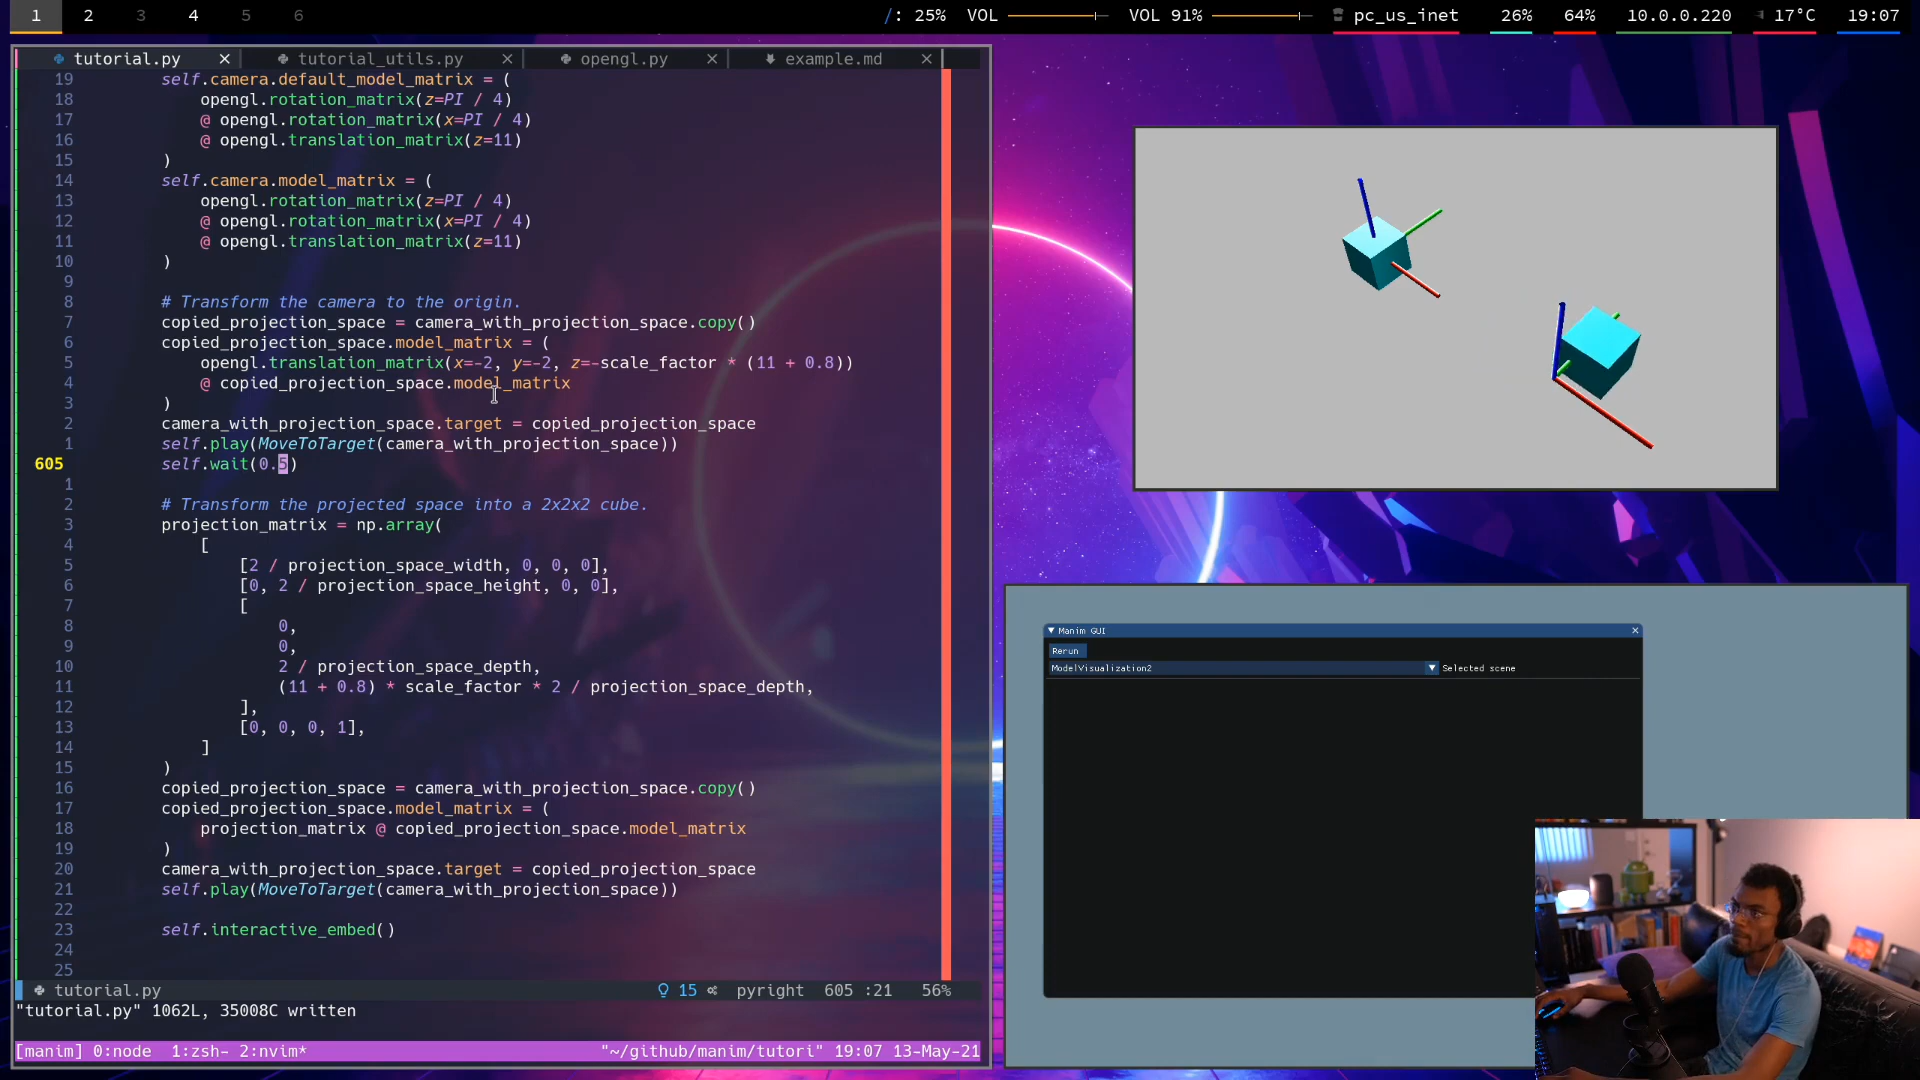 1 2 3 4 5 6 /: 25% VOL VOL 91% pc_us_inet 26% 64% 10.0.0.220 17°C 19:07
tutorial.py tutorial_utils.py opengl.py example.md
19 self.camera.default_model_matrix = (
18 opengl.rotation_matrix(z=PI / 4)
17 @ opengl.rotation_matrix(x=PI / 4)
16 @ opengl.translation_matrix(z=11)
15 )
14 self.camera.model_matrix = (
13 opengl.rotation_matrix(z=PI / 4)
12 @ opengl.rotation_matrix(x=PI / 4)
11 @ opengl.translation_matrix(z=11)
10 )
9
8 # Transform the camera to the origin.
7 copied_projection_space = camera_with_projection_space.copy()
6 copied_projection_space.model_matrix = (
5 opengl.translation_matrix(x=-2, y=-2, z=-scale_factor * (11 + 0.8))
4 @ copied_projection_space.model_matrix
3 )
2 camera_with_projection_space.target = copied_projection_space
1 self.play(MoveToTarget(camera_with_projection_space))
605 self.wait(0.5)
1
2 # Transform the projected space into a 2x2x2 cube.
3 projection_matrix = np.array(
4 [
5 [2 / projection_space_width, 0, 0, 0],
6 [0, 2 / projection_space_height, 0, 0],
7 [
8 0,
9 0,
10 2 / projection_space_depth,
11 (11 + 0.8) * scale_factor * 2 / projection_space_depth,
12 ],
13 [0, 0, 0, 1],
14 ]
15 )
16 copied_projection_space = camera_with_projection_space.copy()
17 copied_projection_space.model_matrix = (
18 projection_matrix @ copied_projection_space.model_matrix
19 )
20 camera_with_projection_space.target = copied_projection_space
21 self.play(MoveToTarget(camera_with_projection_space))
22
23 self.interactive_embed()
24
25
tutorial.py 15 pyright 605 :21 56%
"tutorial.py" 1062L, 35008C written
[manim] 0:node 1:zsh- 2:nvim* "~/github/manim/tutori" 19:07 13-May-21
Manim GUI
Rerun
ModelVisualization2 Selected scene